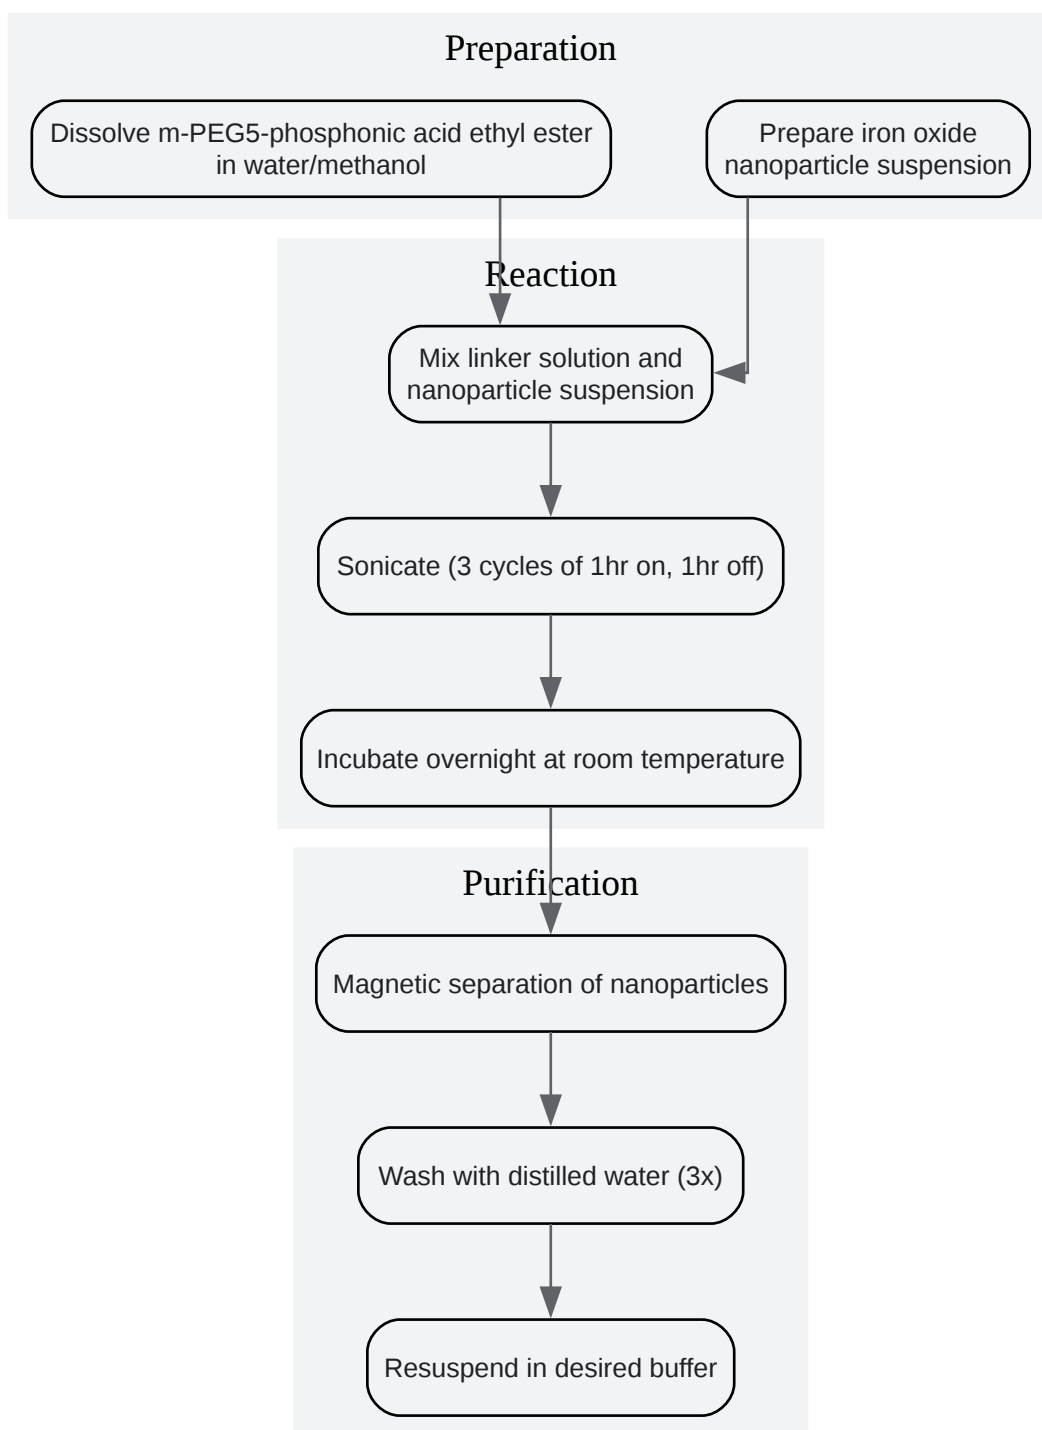 Preparation
Dissolve m-PEG5-phosphonic acid ethyl ester
in water/methanol
Prepare iron oxide
nanoparticle suspension
Reaction
Mix linker solution and
nanoparticle suspension
Sonicate (3 cycles of 1hr on, 1hr off)
Incubate overnight at room temperature
Purification
Magnetic separation of nanoparticles
Wash with distilled water (3x)
Resuspend in desired buffer